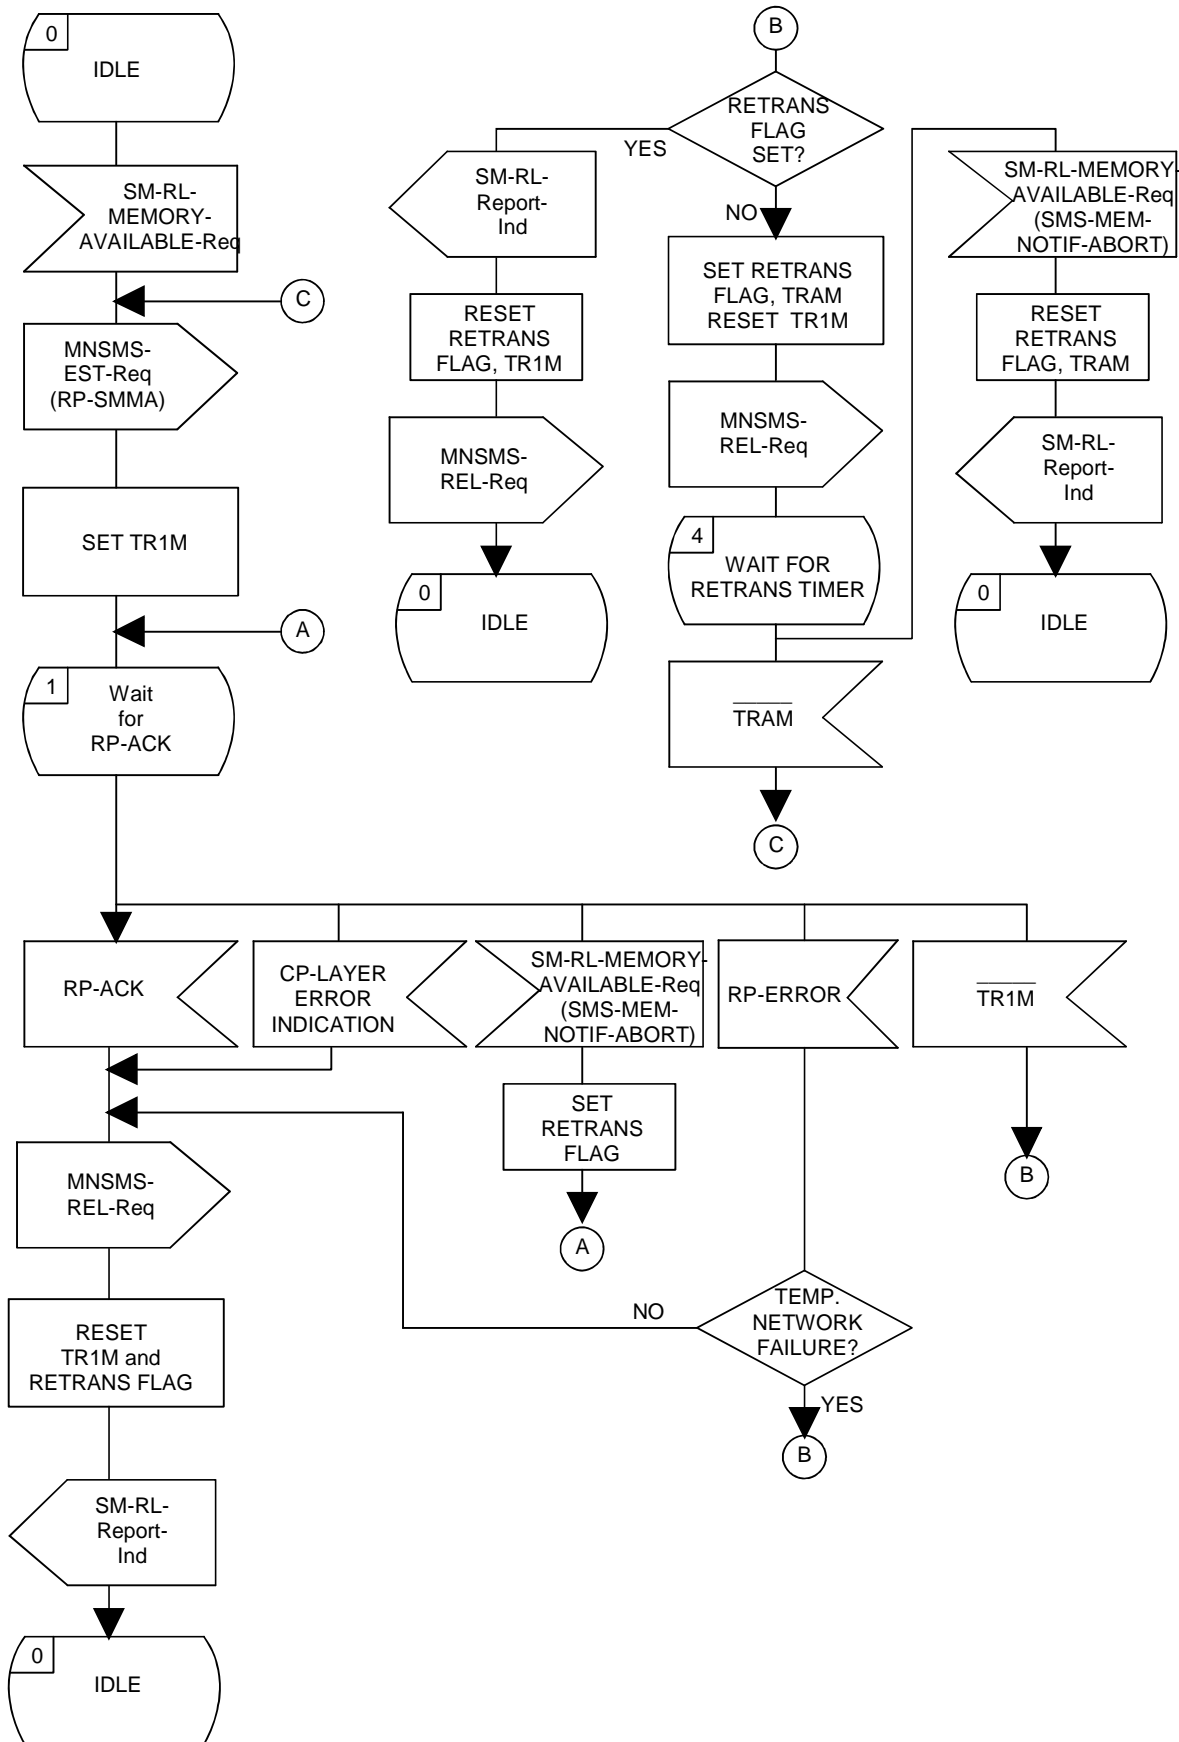 0
IDLE
SM-RL-
MEMORY-
AVAILABLE-Req
C
MNSMS-
EST-Req
(RP-SMMA)
SET TR1M
A
1
Wait
for
RP-ACK
B
RETRANS
FLAG
SET?
YES
NO
SM-RL-
Report-
Ind
RESET
RETRANS
FLAG, TR1M
MNSMS-
REL-Req
0
IDLE
SET RETRANS
FLAG, TRAM
RESET TR1M
MNSMS-
REL-Req
4
WAIT FOR
RETRANS TIMER
TRAM
C
SM-RL-MEMORY-
AVAILABLE-Req
(SMS-MEM-
NOTIF-ABORT)
RESET
RETRANS
FLAG, TRAM
SM-RL-
Report-
Ind
0
IDLE
RP-ACK
CP-LAYER
ERROR
INDICATION
SM-RL-MEMORY-
AVAILABLE-Req
(SMS-MEM-
NOTIF-ABORT)
RP-ERROR
TR1M
SET
RETRANS
FLAG
A
B
MNSMS-
REL-Req
NO
TEMP.
NETWORK
FAILURE?
YES
B
RESET
TR1M and
RETRANS FLAG
SM-RL-
Report-
Ind
0
IDLE